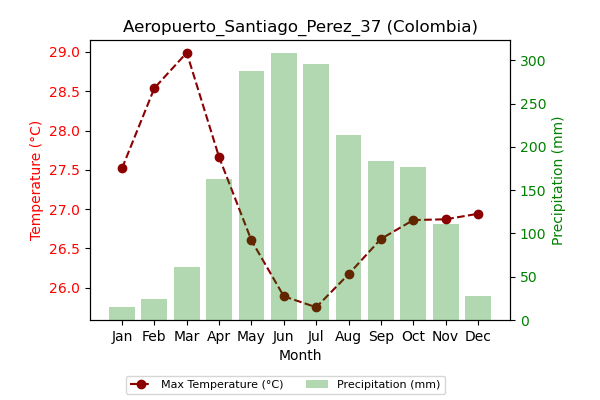 Aeropuerto_Santiago_Perez_37 (Colombia)
Temperature (°C)
29.0
28.5
28.0
27.5
27.0
26.5
26.0
300
250
200
150
100
50
0
Precipitation (mm)
Jan Feb Mar Apr May Jun Jul Aug Sep Oct Nov Dec
Month
Max Temperature (°C) Precipitation (mm)